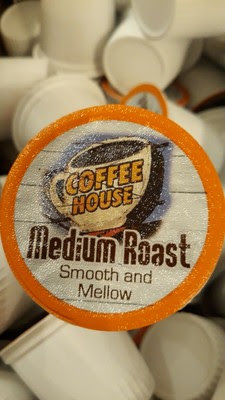 COFFEE
HOUSE
Medium Roast
Smooth and
Mellow